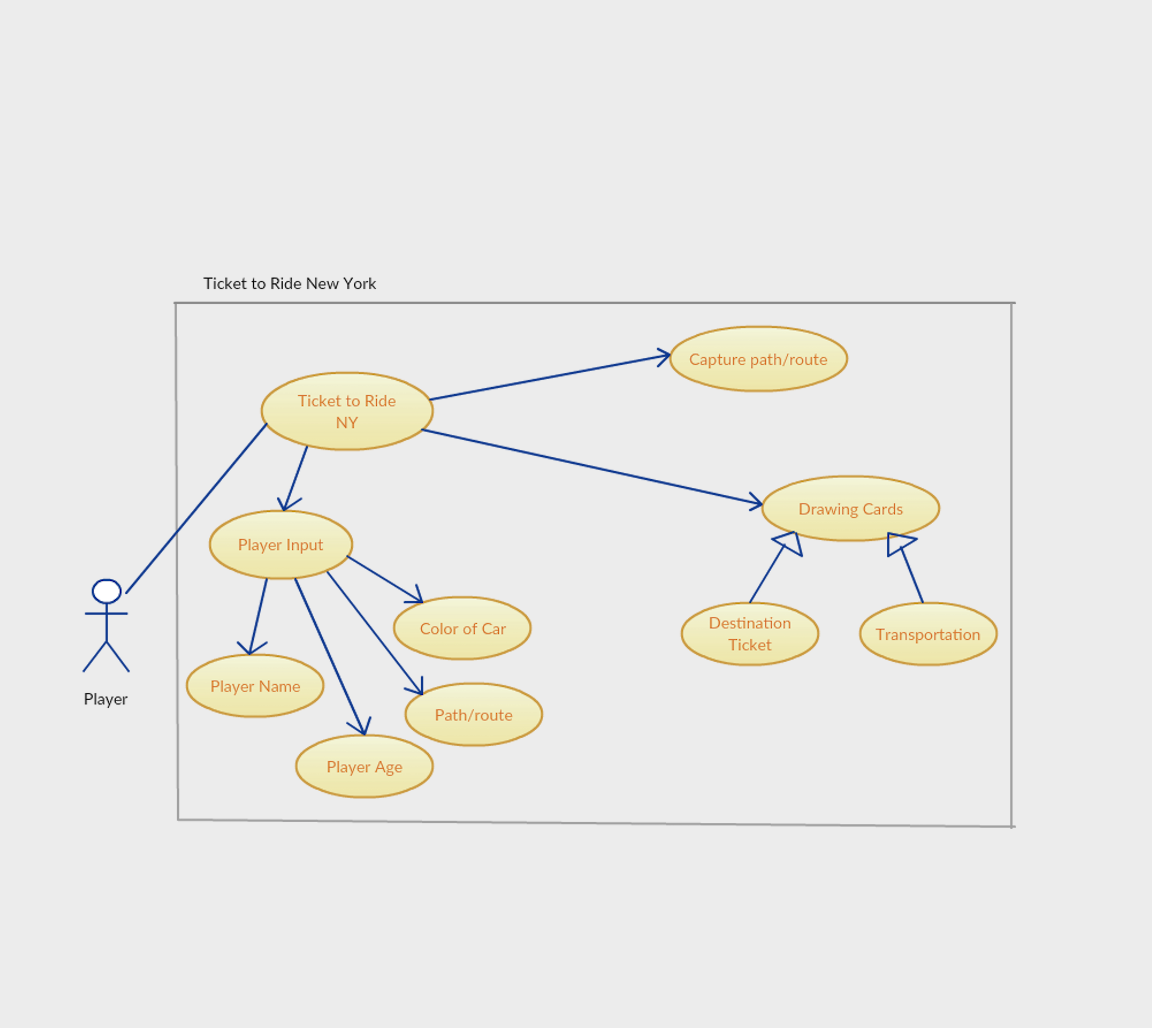 Ticket to Ride New York
Capture path/route
Ticket to Ride
NY
Drawing Cards
Player Input
Destination
Ticket
Color of Car
Transportation
Player Name
Player
Path/route
Player Age